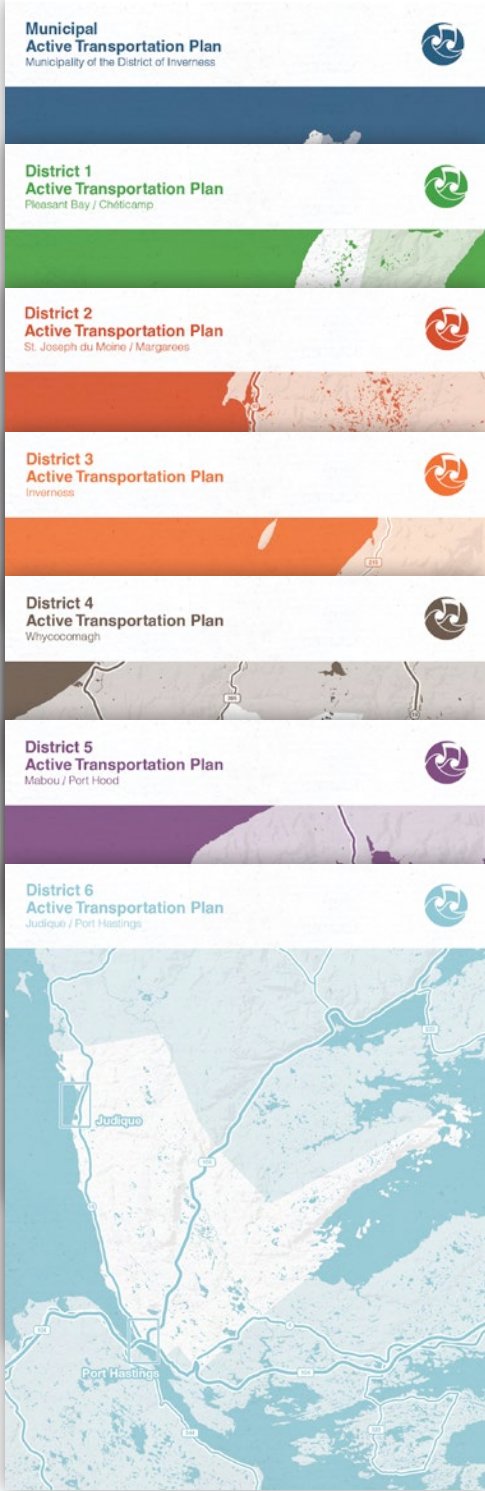 Municipal
Active Transportation Plan
Municipality of the District of Inverness
District 1
Active Transportation Plan
Pleasant Bay / Chéticamp
District 2
Active Transportation Plan
St. Joseph du Moine / Margarees
District 3
Active Transportation Plan
Inverness
219
District 4
Active Transportation Plan
Whycocomagh
District 5
Active Transportation Plan
Mabou / Port Hood
District 6
Active Transportation Plan
Judique / Port Hastings
Judique
Port Hastings